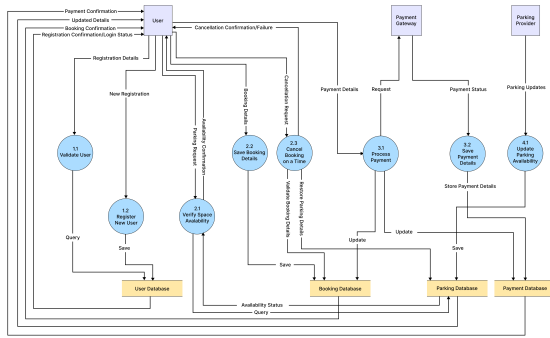 Payment Confirmation
Updated Details
Booking Confirmation
Registration Confirmation/Login Status
User
Cancellation Confirmation/Failure
Payment
Gateway
Parking
Provider
Registration Details
New Registration
Parking Request
Availability Confirmation
Booking Details
Cancellation Request
Payment Details
Request
Payment Status
Parking Updates
1.1
Validate User
2.2
Save Booking
Details
2.3
Cancel
Booking
on a Time
3.1
Process
Payment
3.2
Save
Payment
Details
4.1
Update
Parking
Availability
1.2
Register
New User
2.1
Verify Space
Avalability
Validate Booking Details
Restore Parking Details
Store Payment Details
Query
Save
Save
Update
Update
Save
User Database
Booking Database
Parking Database
Payment Database
Availability Status
Query